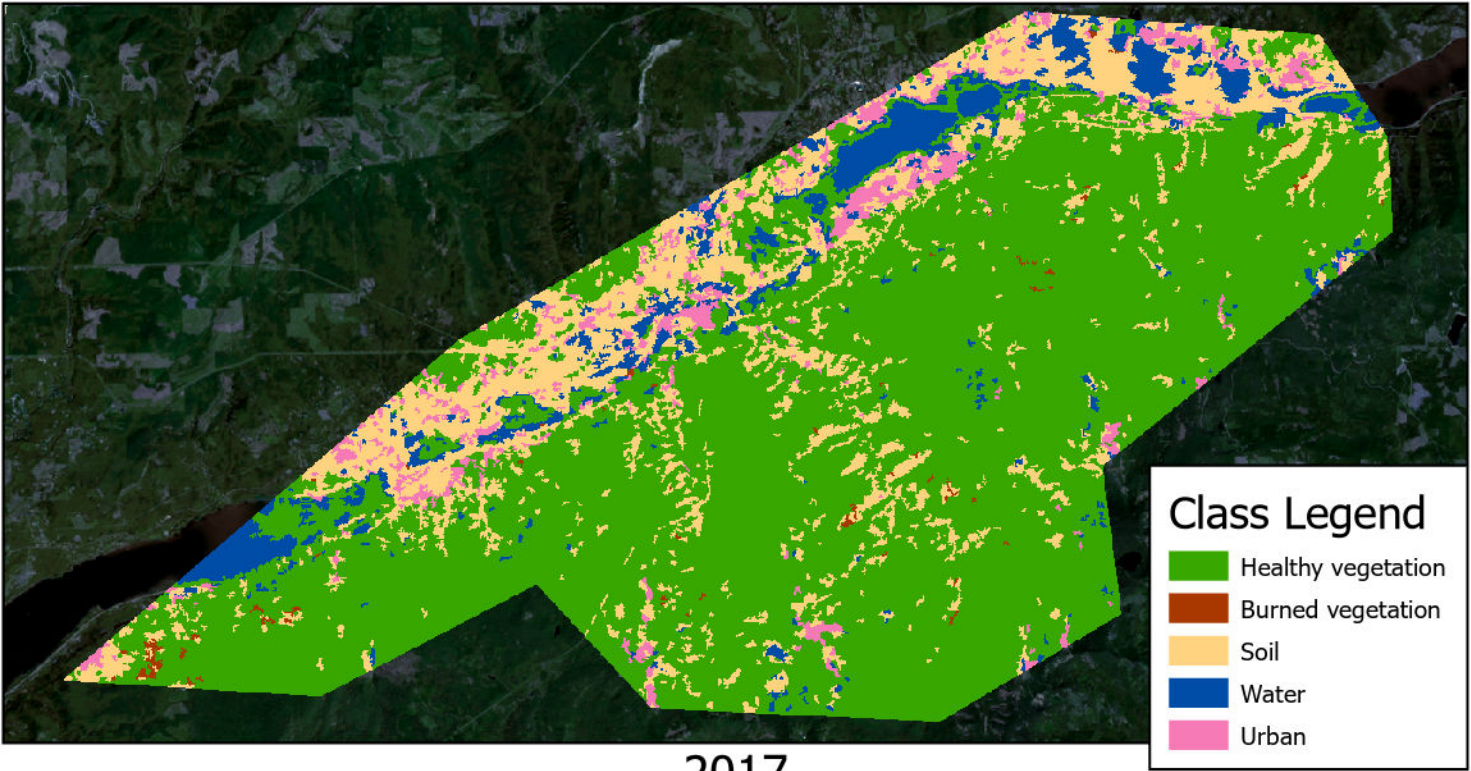 Class Legend
Healthy vegetation
Burned vegetation
Soil
Water
Urban
2017